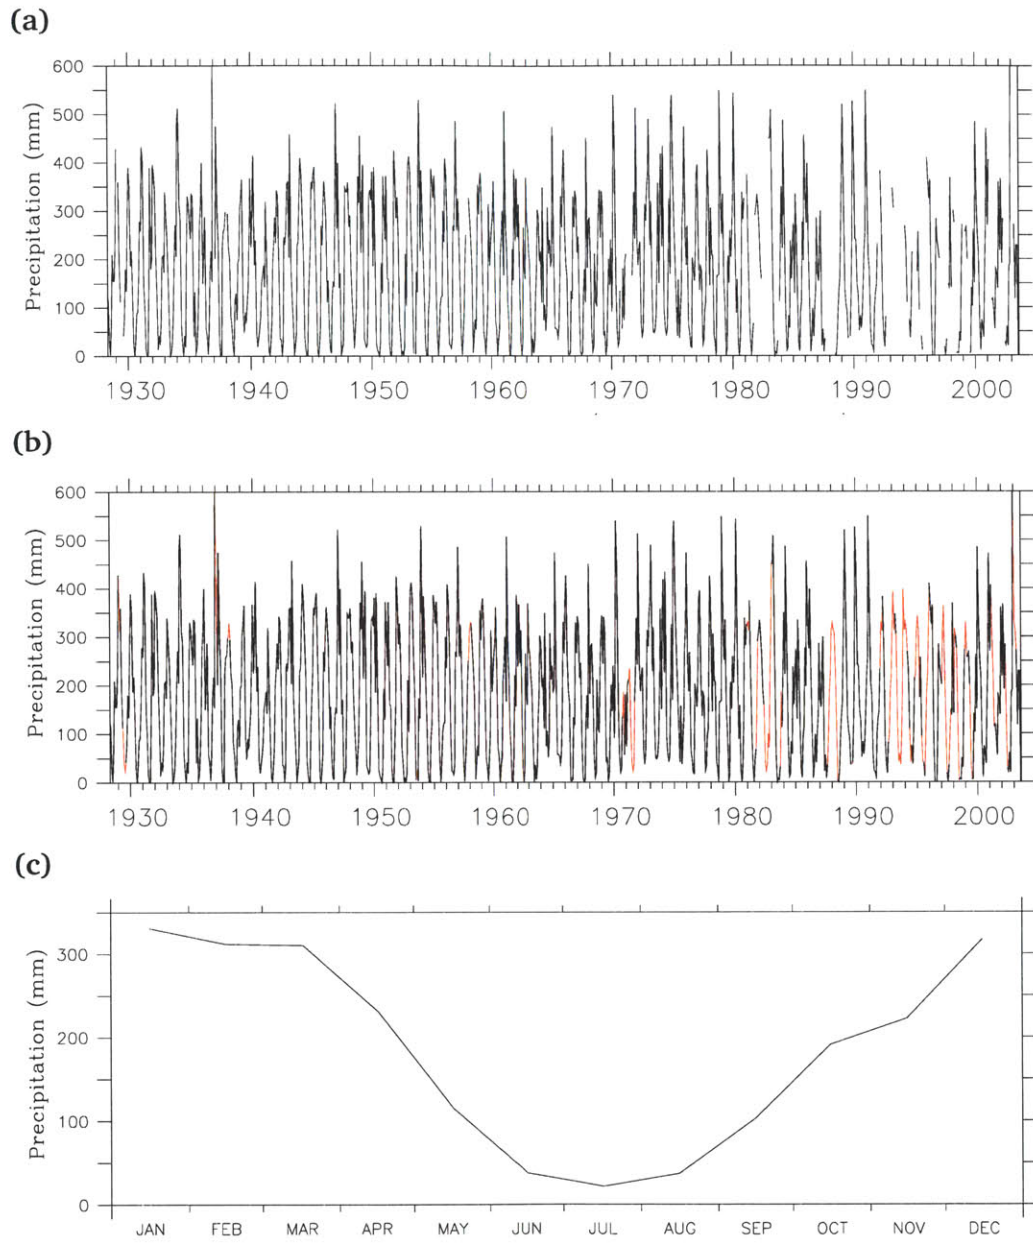 (a)
Precipitation (mm)
600
500
400
300
200
100
0
1930 1940 1950 1960 1970 1980 1990 2000
(b)
Precipitation (mm)
600
500
400
300
200
100
0
1930 1940 1950 1960 1970 1980 1990 2000
(c)
Precipitation (mm)
300
200
100
0
JAN FEB MAR APR MAY JUN JUL AUG SEP OCT NOV DEC